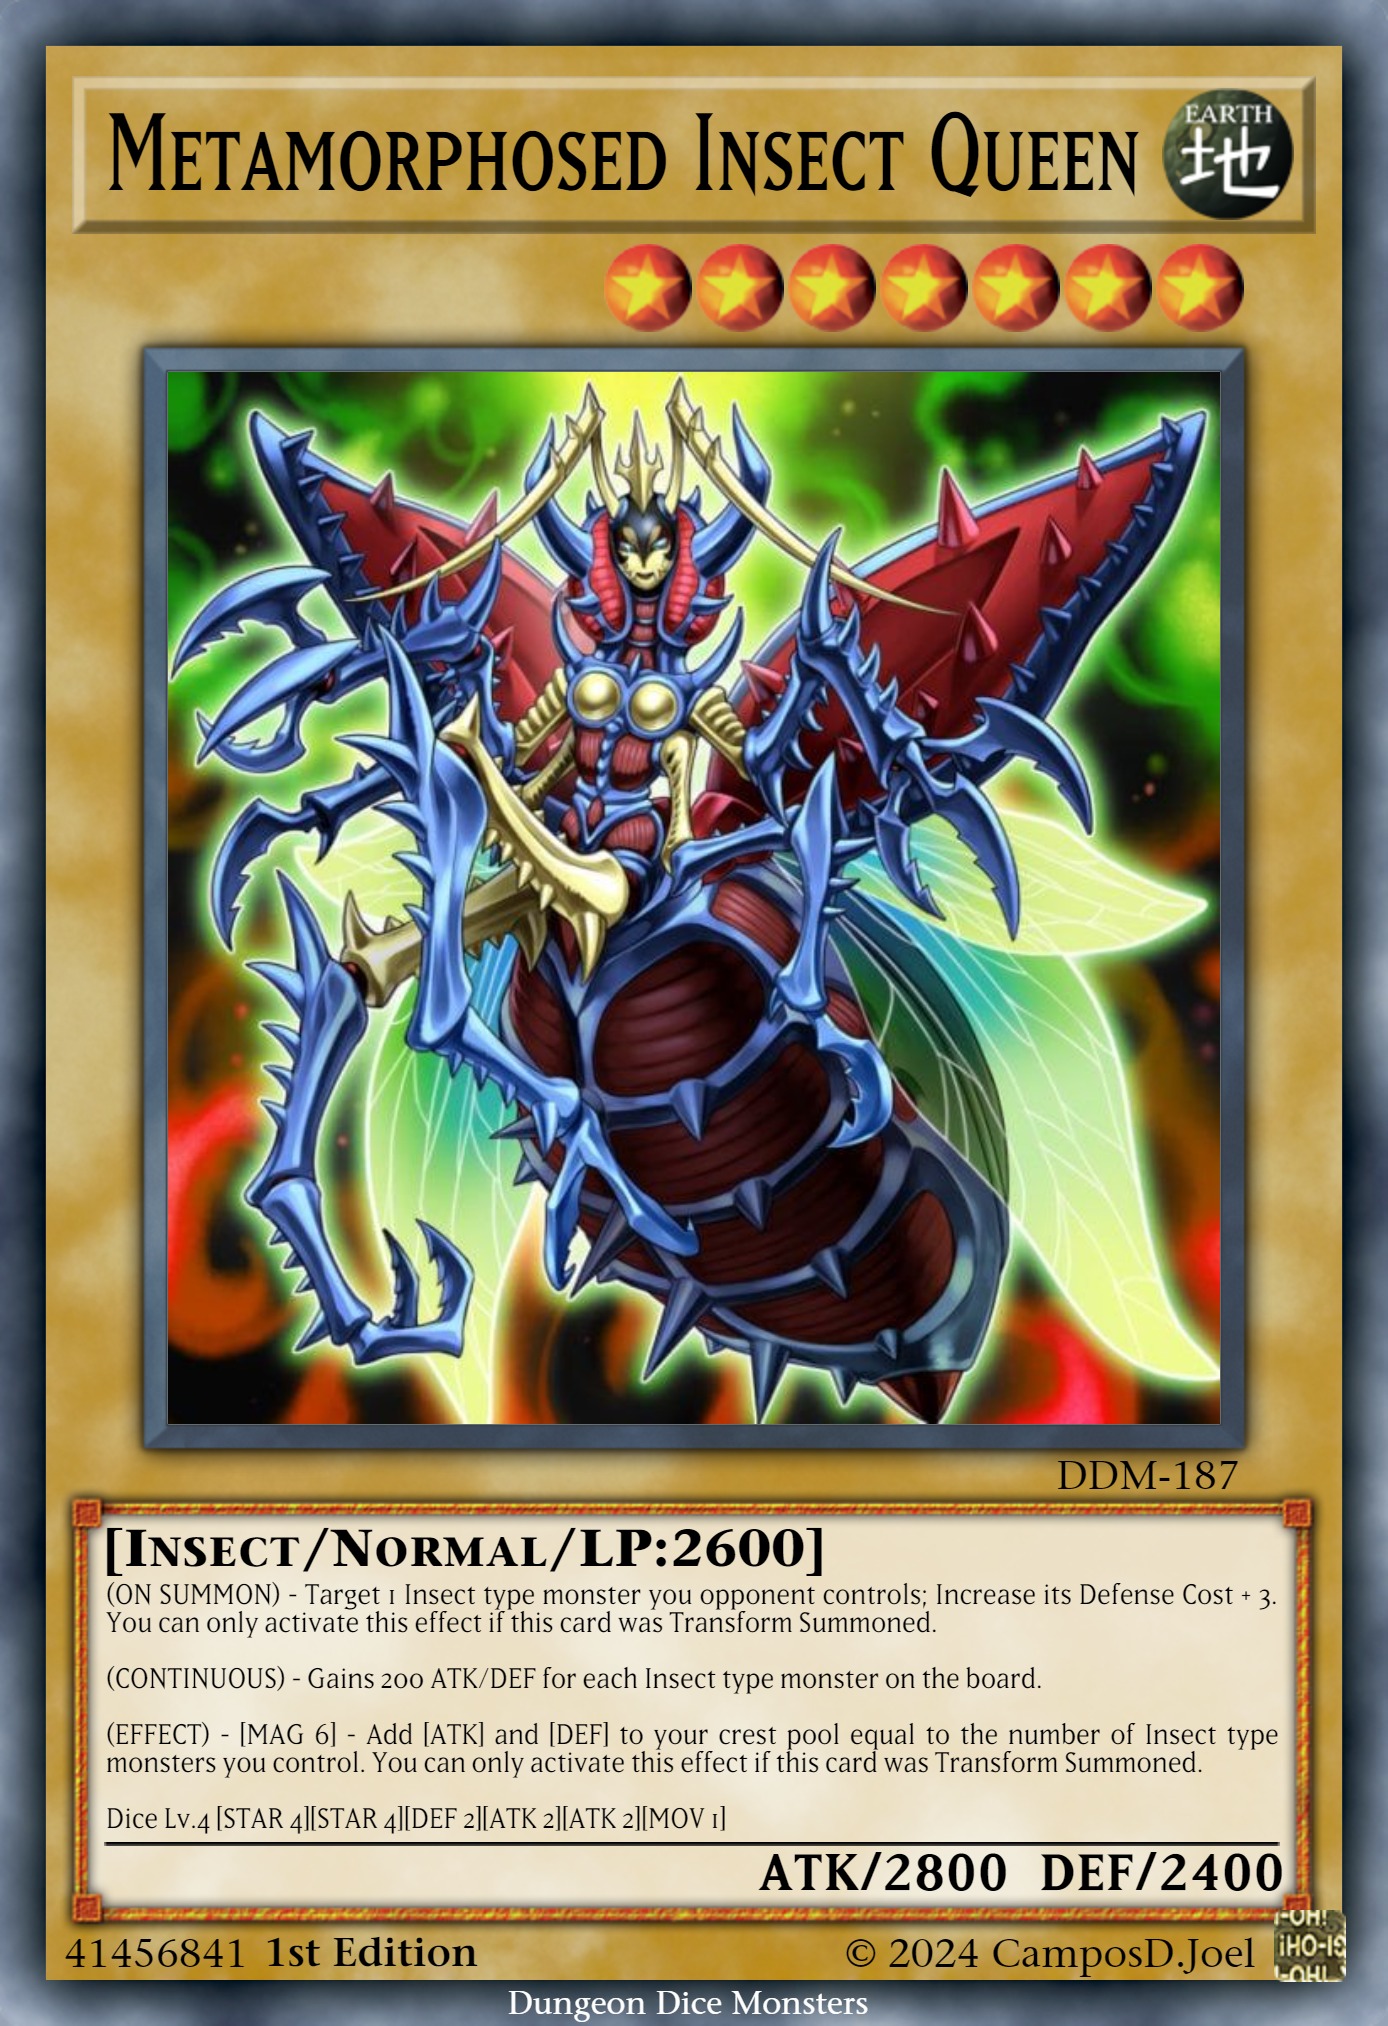 Metamorphosed Insect Queen
EARTH
地
DDM-187
[Insect/Normal/LP:2600]
(ON SUMMON) - Target 1 Insect type monster you opponent controls; Increase its Defense Cost + 3.
You can only activate this effect if this card was Transform Summoned.
(CONTINUOUS) - Gains 200 ATK/DEF for each Insect type monster on the board.
(EFFECT) - [MAG 6] - Add [ATK] and [DEF] to your crest pool equal to the number of Insect type
monsters you control. You can only activate this effect if this card was Transform Summoned.
Dice Lv.4 [STAR 4][STAR 4][DEF 2][ATK 2][ATK 2][MOV 1]
ATK/2800 DEF/2400
41456841 1st Edition
© 2024 CamposD.Joel
Dungeon Dice Monsters